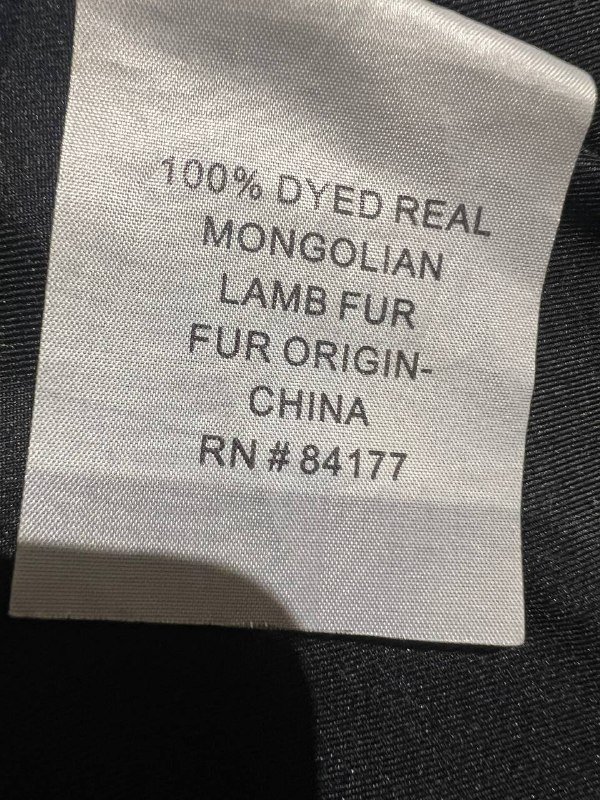 100% DYED REAL
MONGOLIAN
LAMB FUR
FUR ORIGIN-
CHINA
RN # 84177